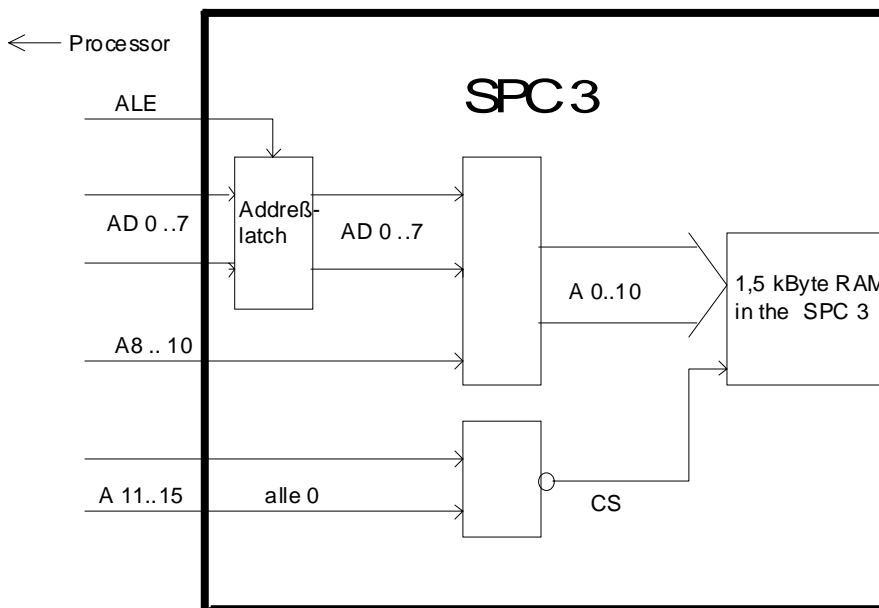 Processor
SPC 3
ALE
Addreß-
latch
AD 0 ..7
AD 0 ..7
1,5 kByte RAM
in the SPC 3
A 0..10
A8 .. 10
A 11..15
alle 0
CS